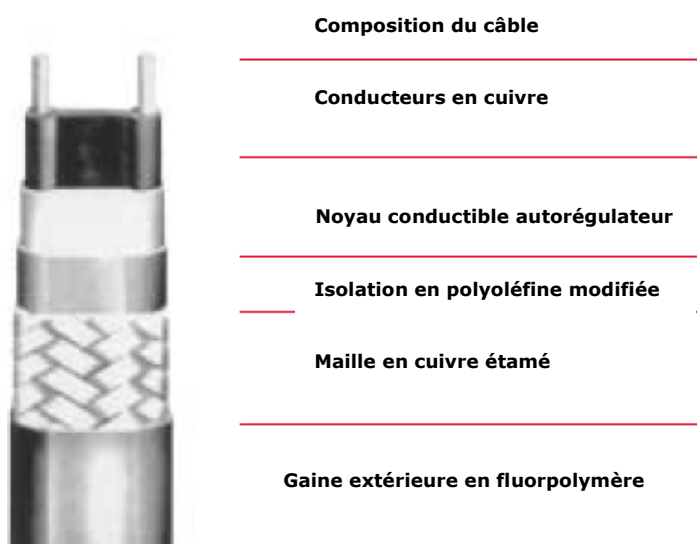 Composition du câble
Conducteurs en cuivre
Noyau conductible autorégulateur
Isolation en polyoléfine modifiée
Maille en cuivre étamé
Gaine extérieure en fluorpolymère